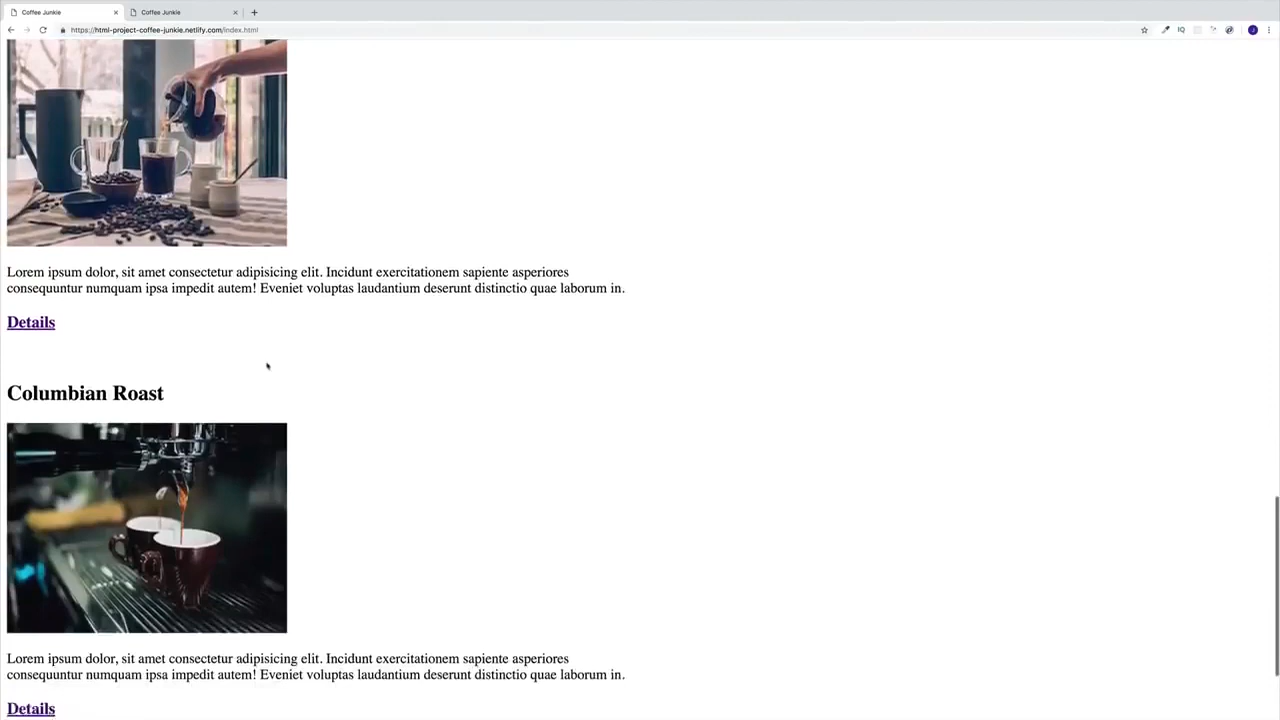 Coffee Junkie
Coffee Junkie
https://html-project-coffee-junkie.netlify.com/index.html
IQ
J
Lorem ipsum dolor, sit amet consectetur adipisicing elit. Incidunt exercitationem sapiente asperiores
consequuntur numquam ipsa impedit autem! Eveniet voluptas laudantium deserunt distinctio quae laborum in.
Details
Columbian Roast
Lorem ipsum dolor, sit amet consectetur adipisicing elit. Incidunt exercitationem sapiente asperiores
consequuntur numquam ipsa impedit autem! Eveniet voluptas laudantium deserunt distinctio quae laborum in.
Details